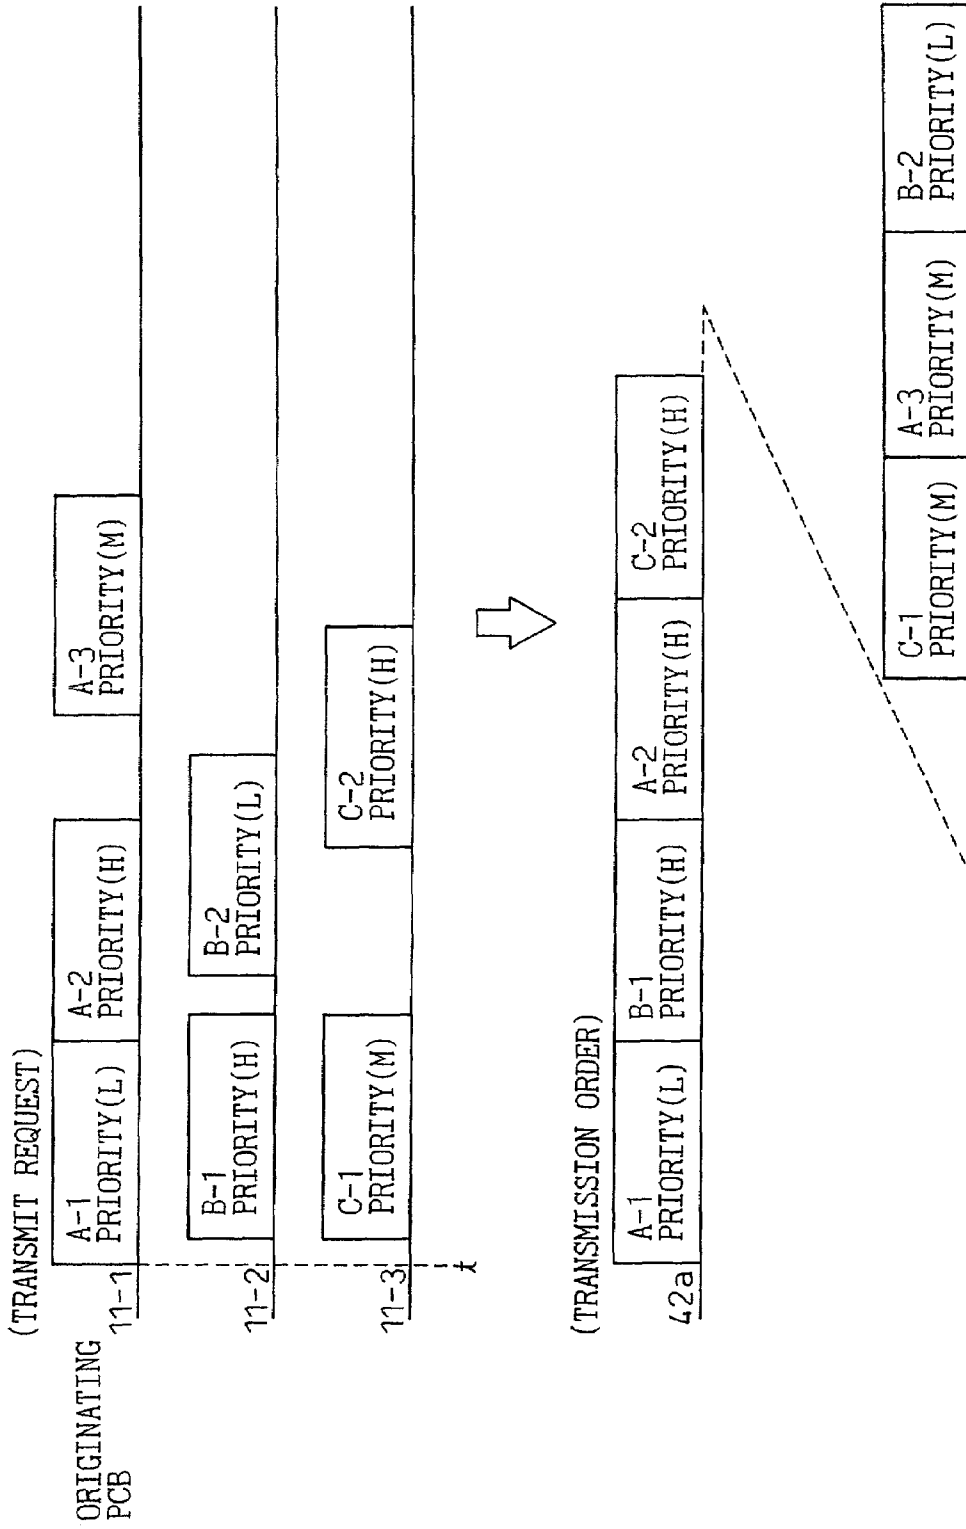 (TRANSMIT REQUEST)
ORIGINATING
PCB
11-1
A-1
PRIORITY(L)
A-2
PRIORITY(H)
A-3
PRIORITY(M)
11-2
B-1
PRIORITY(H)
B-2
PRIORITY(L)
11-3
C-1
PRIORITY(M)
C-2
PRIORITY(H)
t
(TRANSMISSION ORDER)
42a
A-1
PRIORITY(L)
B-1
PRIORITY(H)
A-2
PRIORITY(H)
C-2
PRIORITY(H)
C-1
PRIORITY(M)
A-3
PRIORITY(M)
B-2
PRIORITY(L)